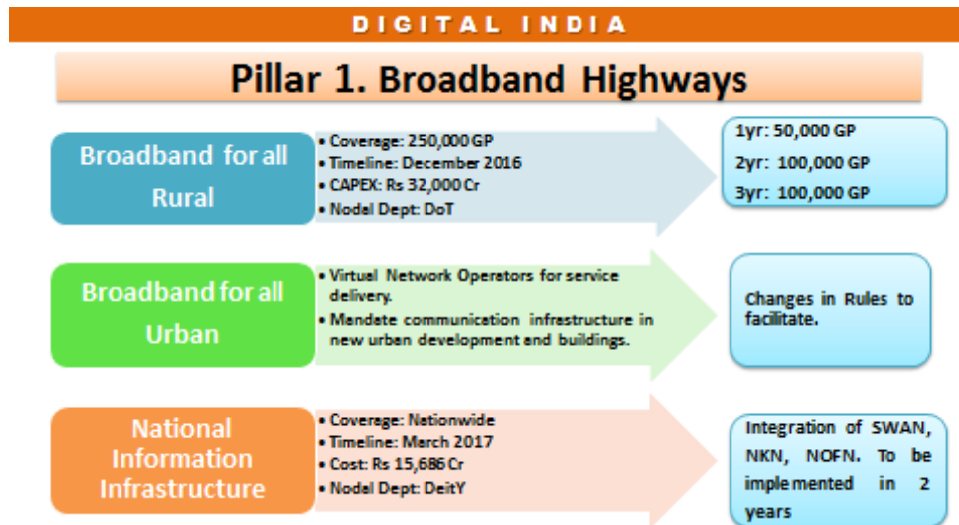 DIGITAL INDIA
Pillar 1. Broadband Highways
Broadband for all
Rural
• Coverage: 250,000 GP
• Timeline: December 2016
• CAPEX: Rs 32,000 Cr
• Nodal Dept: DoT
1yr: 50,000 GP
2yr: 100,000 GP
3yr: 100,000 GP
Broadband for all
Urban
• Virtual Network Operators for service
delivery.
• Mandate communication infrastructure in
new urban development and buildings.
Changes in Rules to
facilitate.
National
Information
Infrastructure
• Coverage: Nationwide
• Timeline: March 2017
• Cost: Rs 15,686 Cr
• Nodal Dept: DeitY
Integration of SWAN,
NKN, NOFN. To be
implemented in 2
years